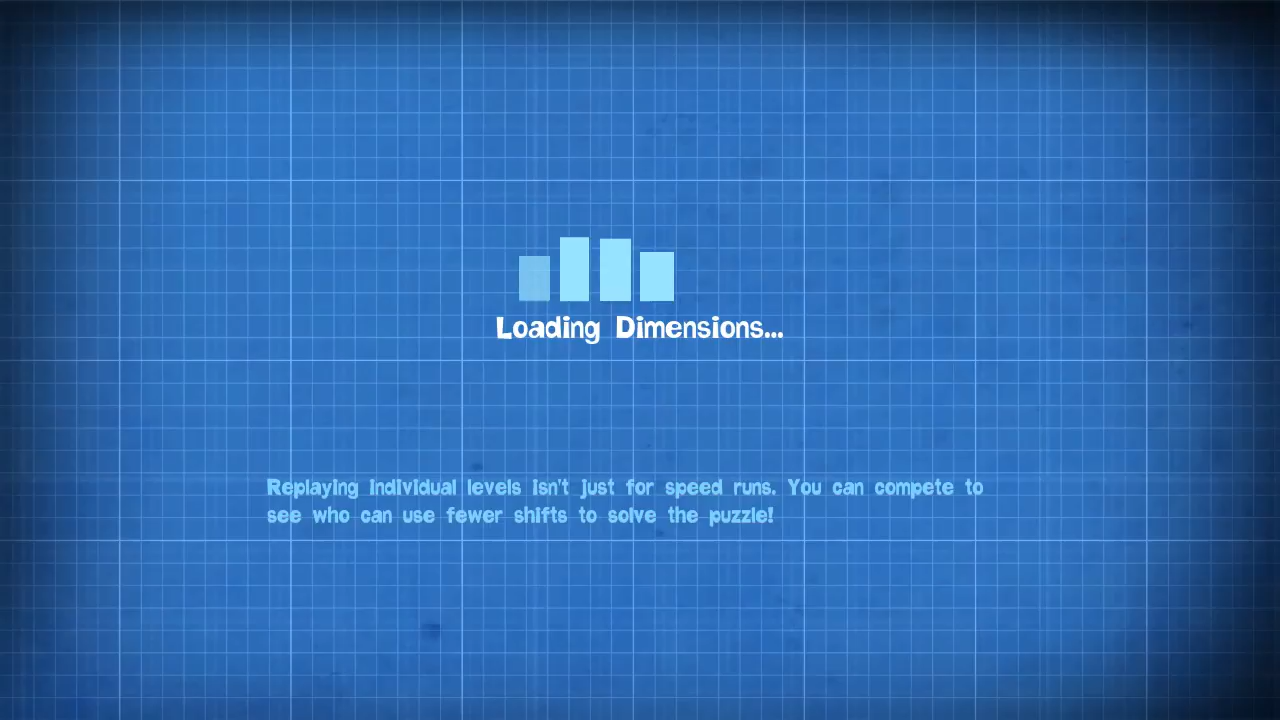 Loading Dimensions...
Replaying individual levels isn't just for speed runs. You can compete to
see who can use fewer shifts to solve the puzzle!